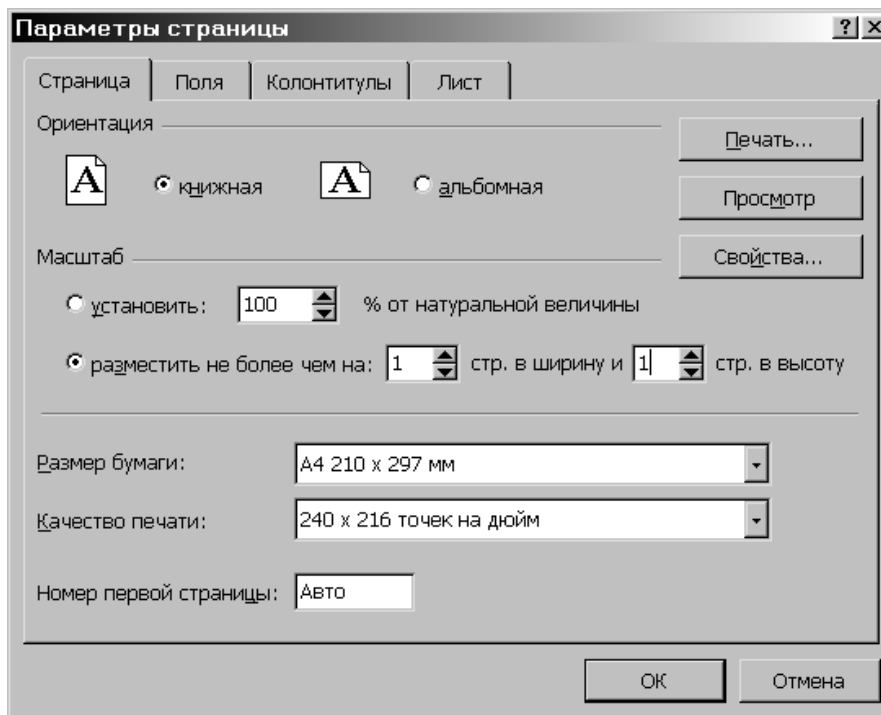 Параметры страницы
Страница Поля Колонтитулы Лист
Ориентация
Печать...
A книжная A альбомная
Просмотр
Масштаб
Свойства...
установить: 100 % от натуральной величины
разместить не более чем на: 1 стр. в ширину и 1 стр. в высоту
Размер бумаги: A4 210 x 297 мм
Качество печати: 240 x 216 точек на дюйм
Номер первой страницы: Авто
ОК Отмена